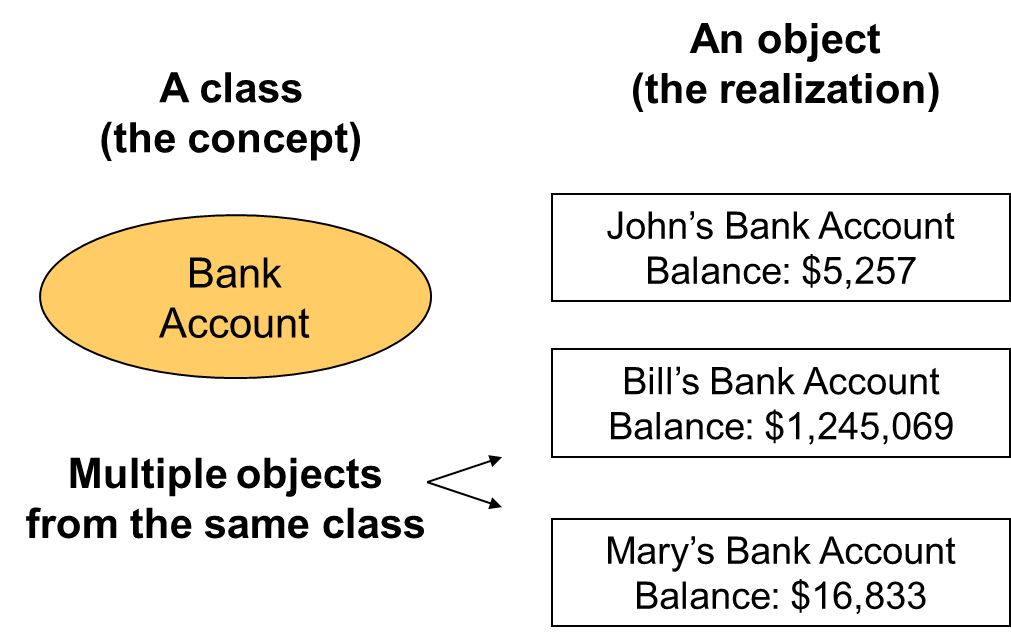 A class
(the concept)
Bank
Account
Multiple objects
from the same class
An object
(the realization)
John’s Bank Account
Balance: $5,257
Bill’s Bank Account
Balance: $1,245,069
Mary’s Bank Account
Balance: $16,833